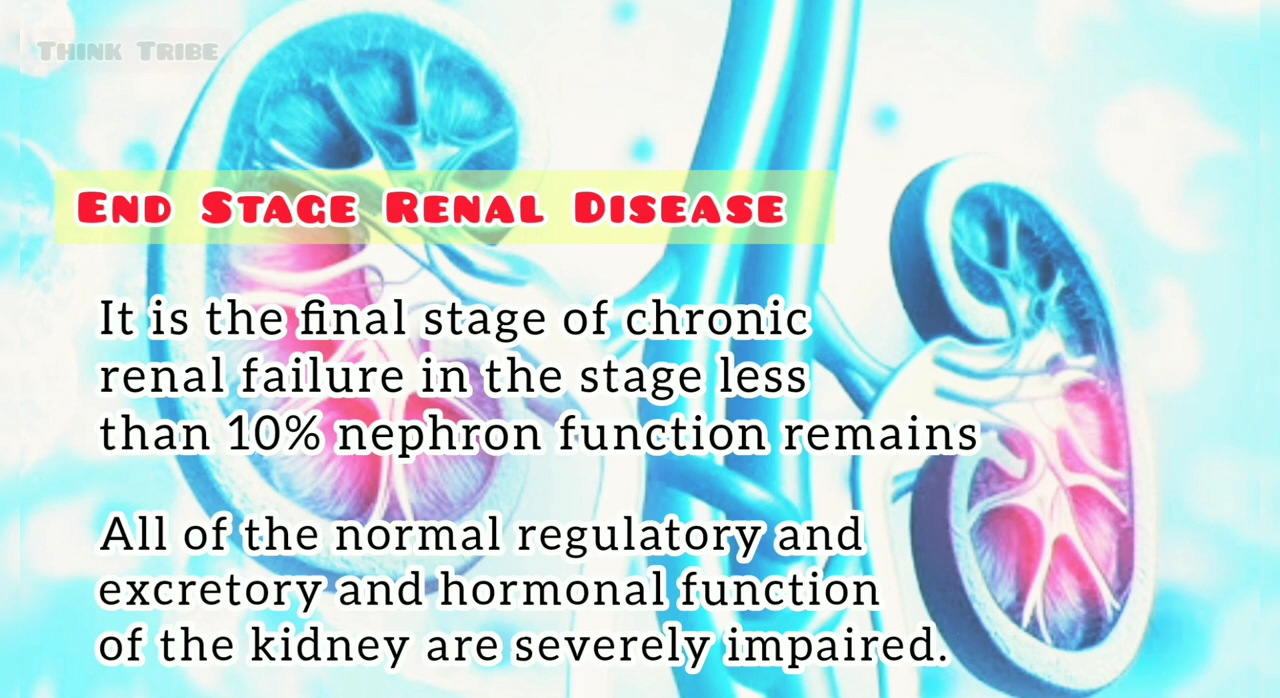 Think Tribe
End Stage Renal Disease
It is the final stage of chronic
renal failure in the stage less
than 10% nephron function remains
All of the normal regulatory and
excretory and hormonal function
of the kidney are severely impaired.